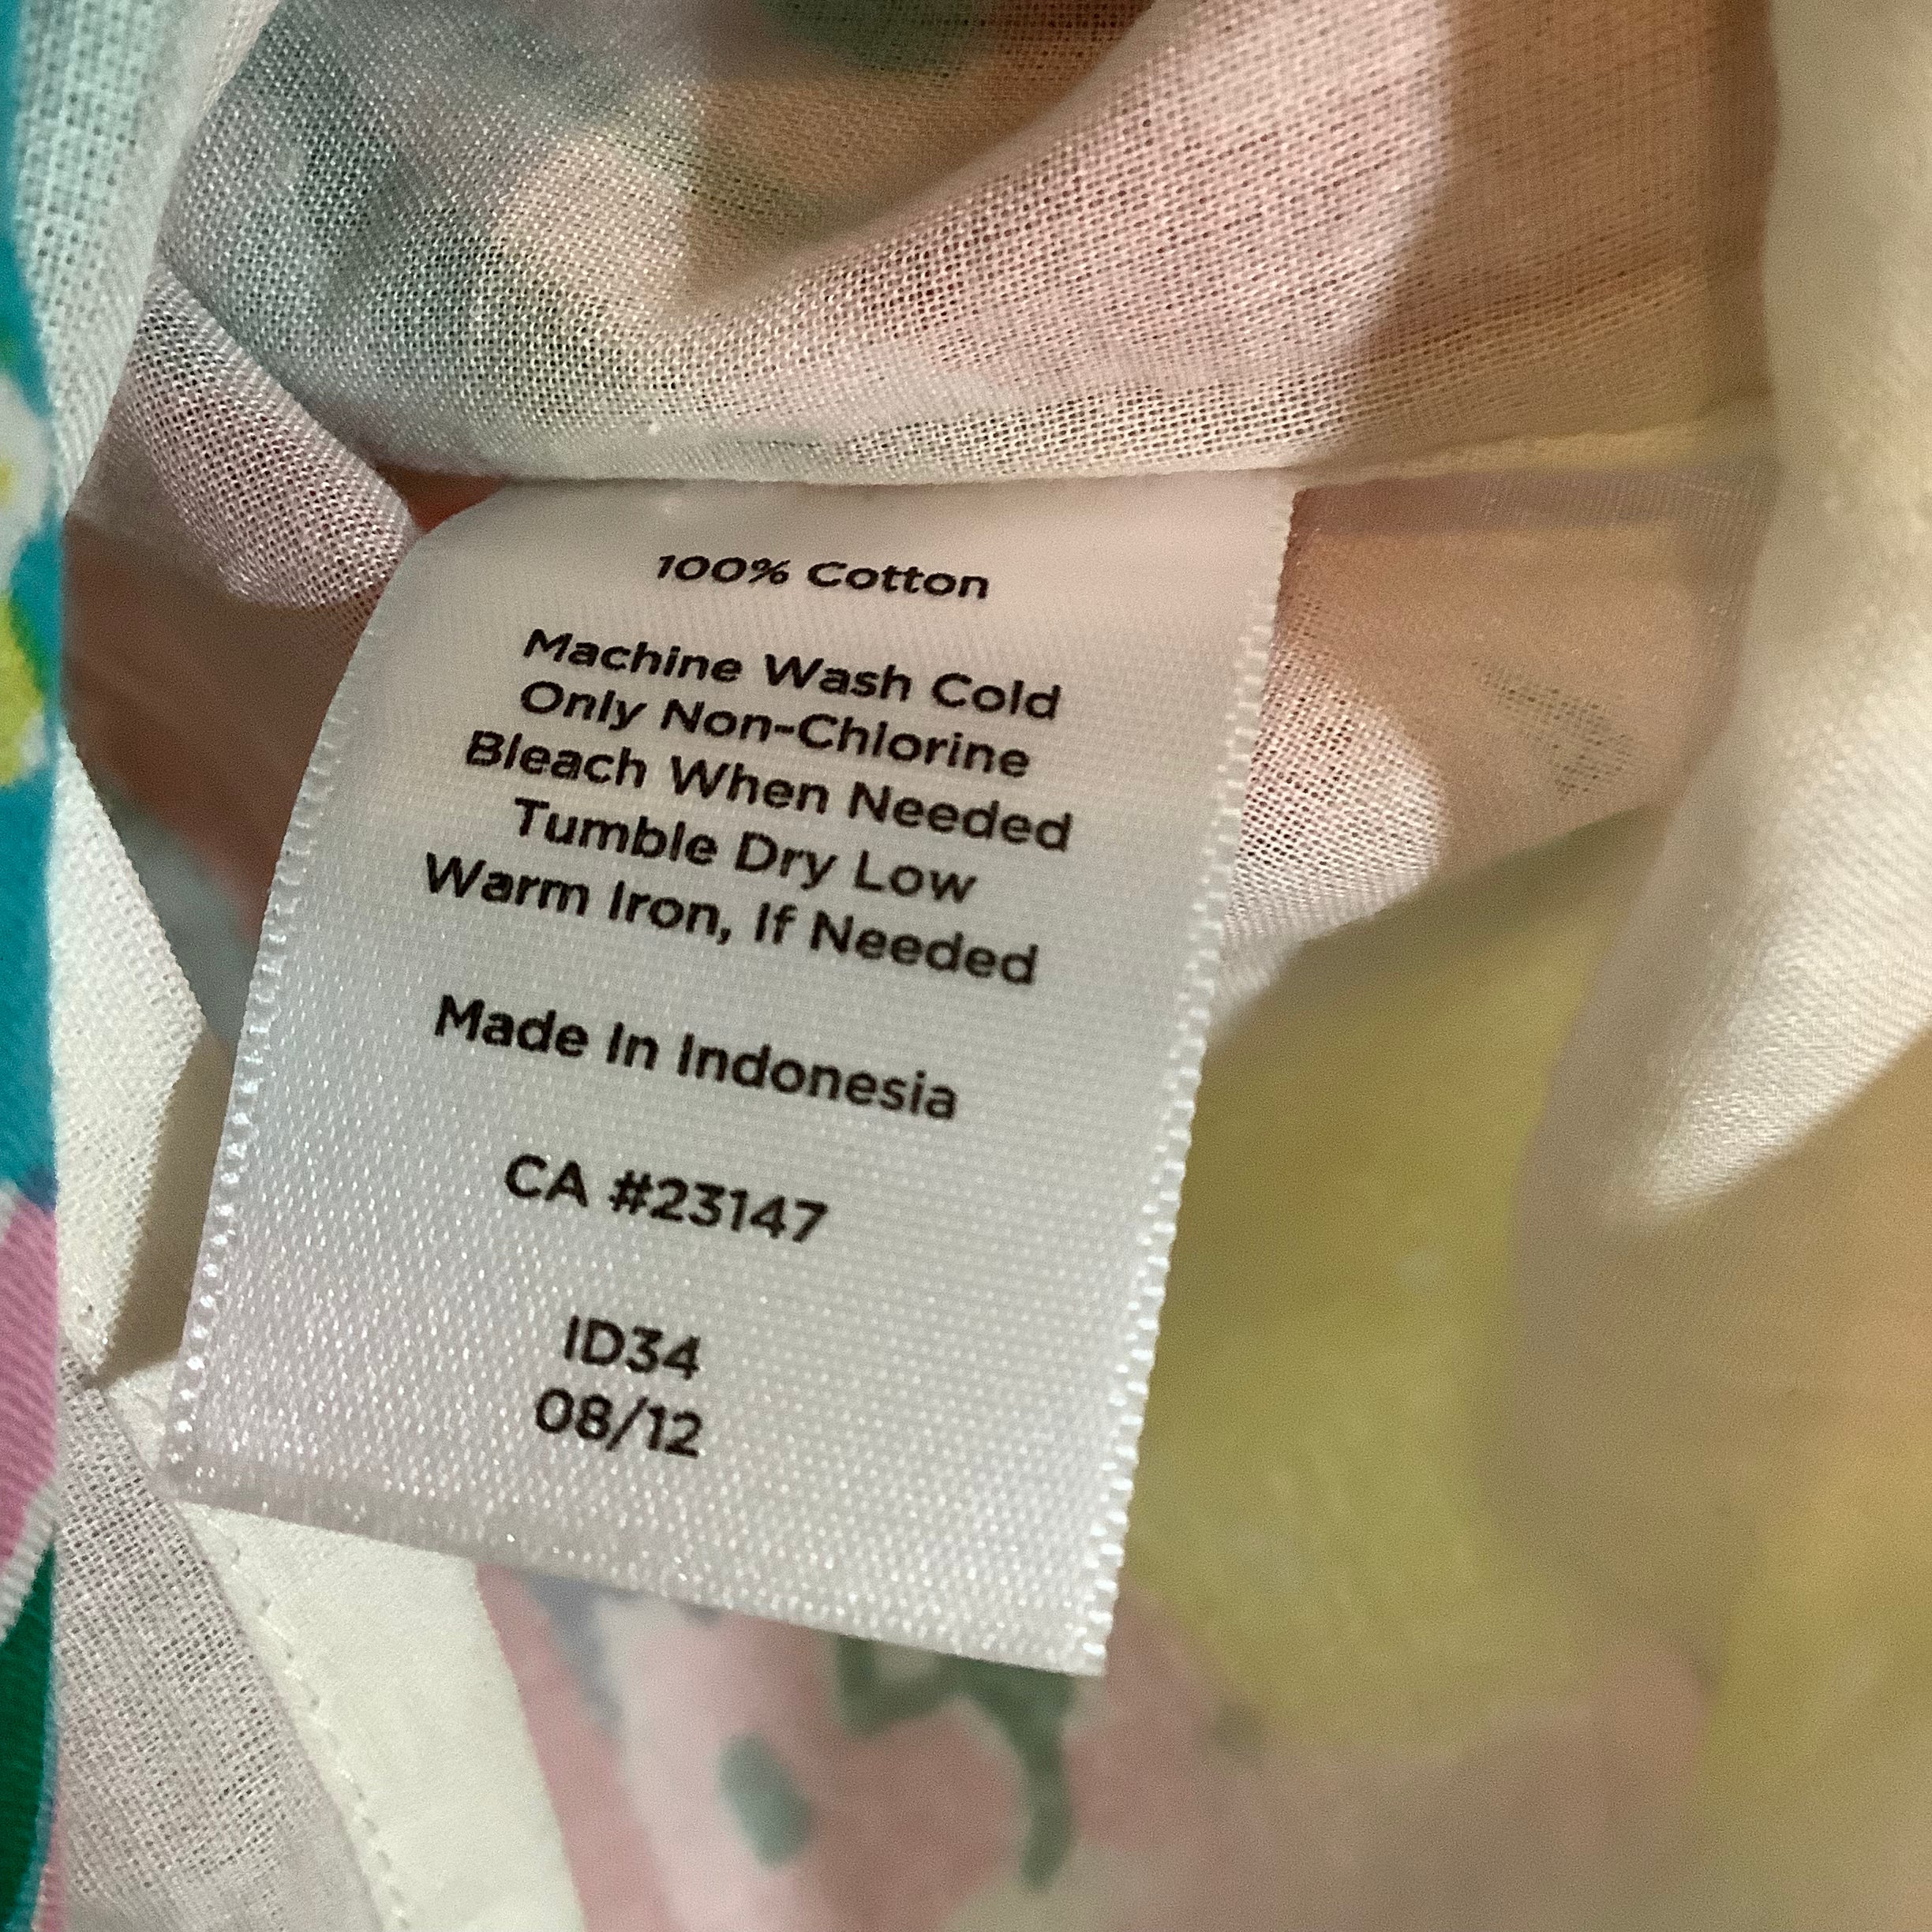 100% Cotton
Machine Wash Cold
Only Non-Chlorine
Bleach When Needed
Tumble Dry Low
Warm Iron, If Needed
Made In Indonesia
CA #23147
ID34
08/12